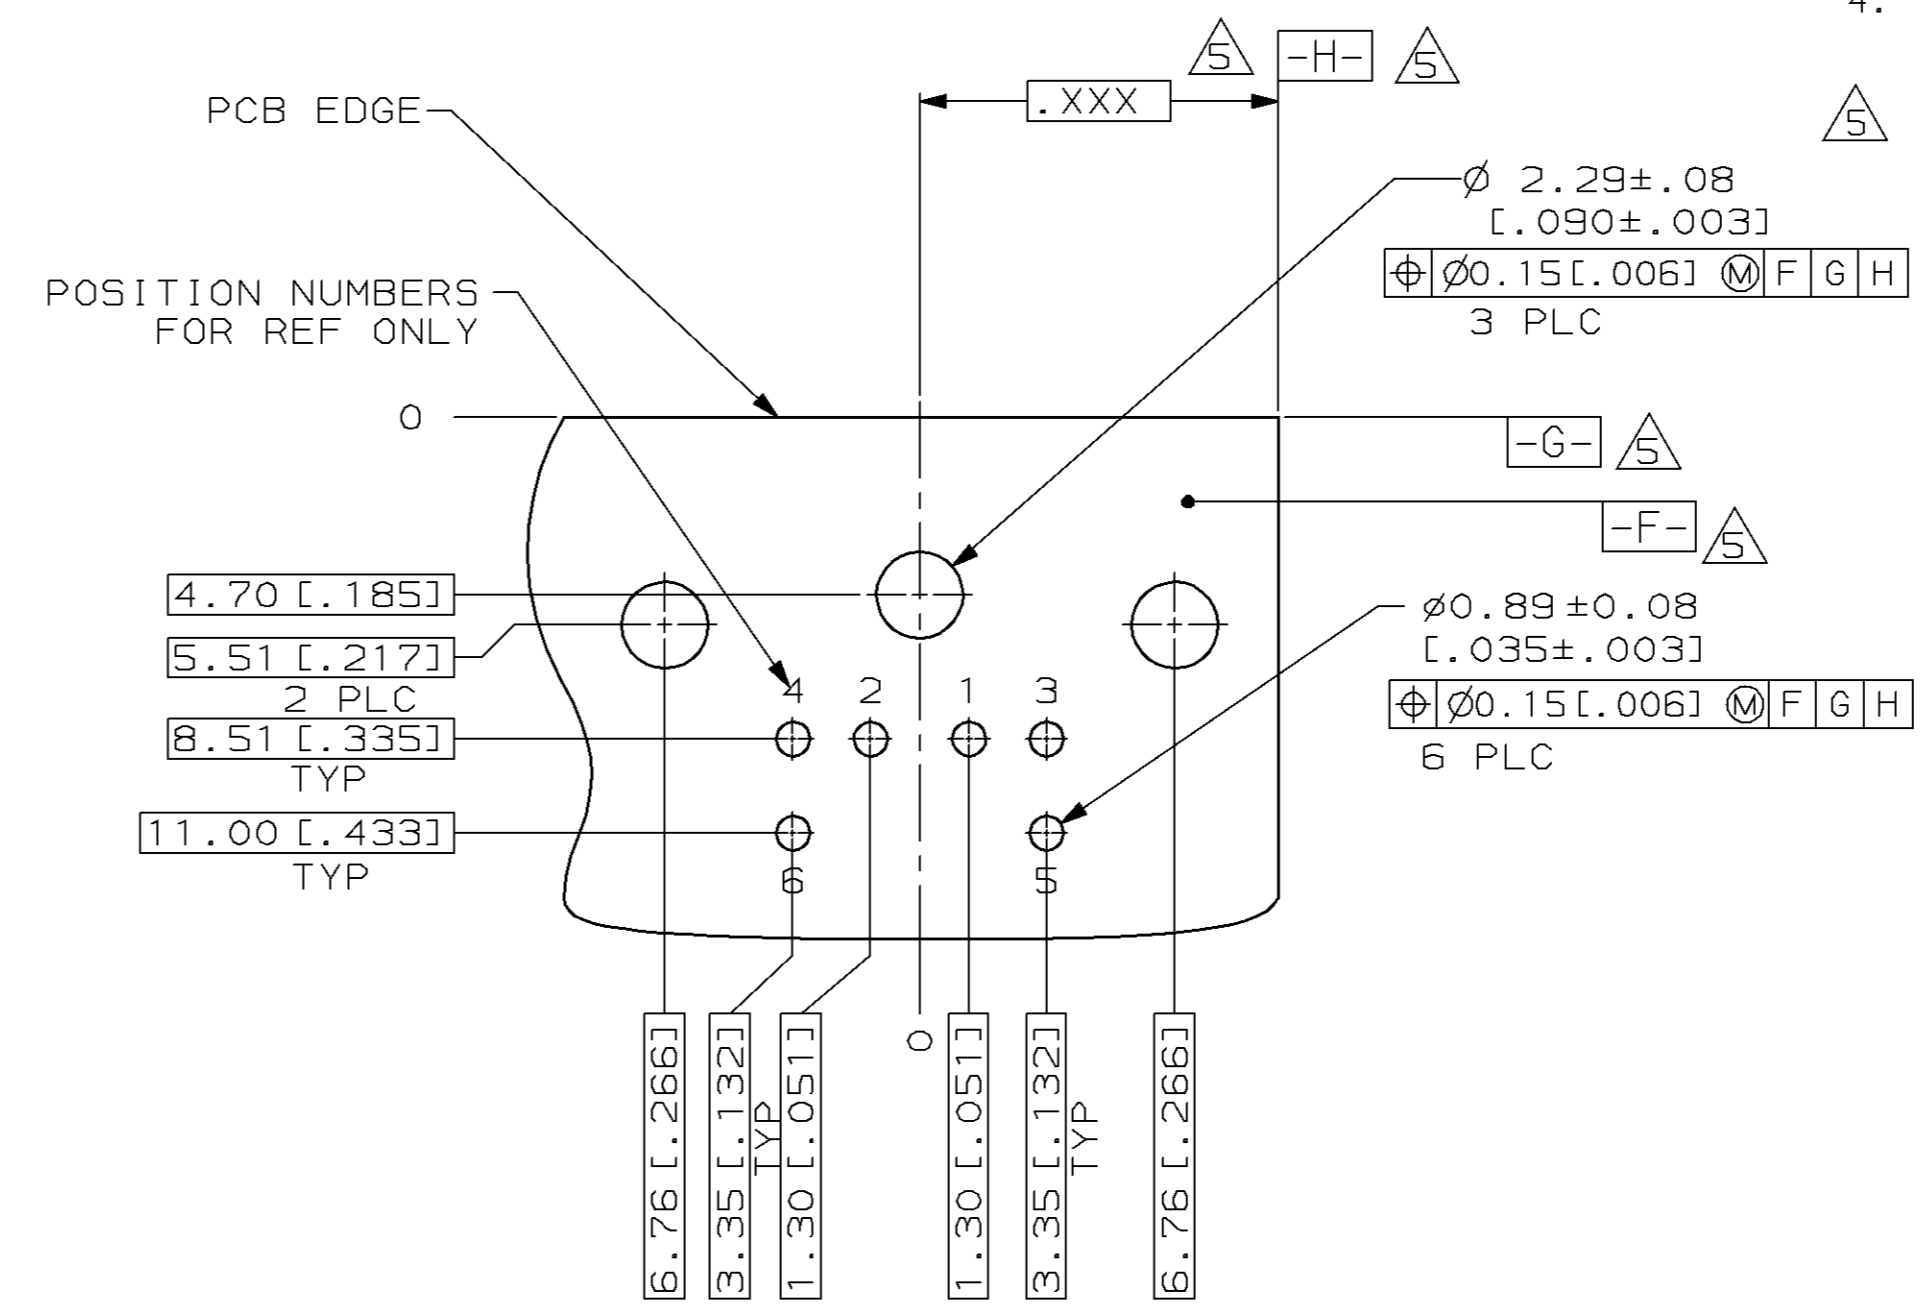 4.
5
-H-
5
.XXX
5
PCB EDGE
Ø 2.29±.08
[.090±.003]
⌖ Ø0.15[.006] Ⓜ F G H
3 PLC
POSITION NUMBERS
FOR REF ONLY
0
-G-
5
-F-
5
4.70 [.185]
5.51 [.217]
2 PLC
8.51 [.335]
TYP
11.00 [.433]
TYP
4 2 1 3
6 5
Ø0.89±0.08
[.035±.003]
⌖ Ø0.15[.006] Ⓜ F G H
6 PLC
6.76 [.266]
3.35 [.132]
TYP
1.30 [.051]
0
1.30 [.051]
3.35 [.132]
TYP
6.76 [.266]